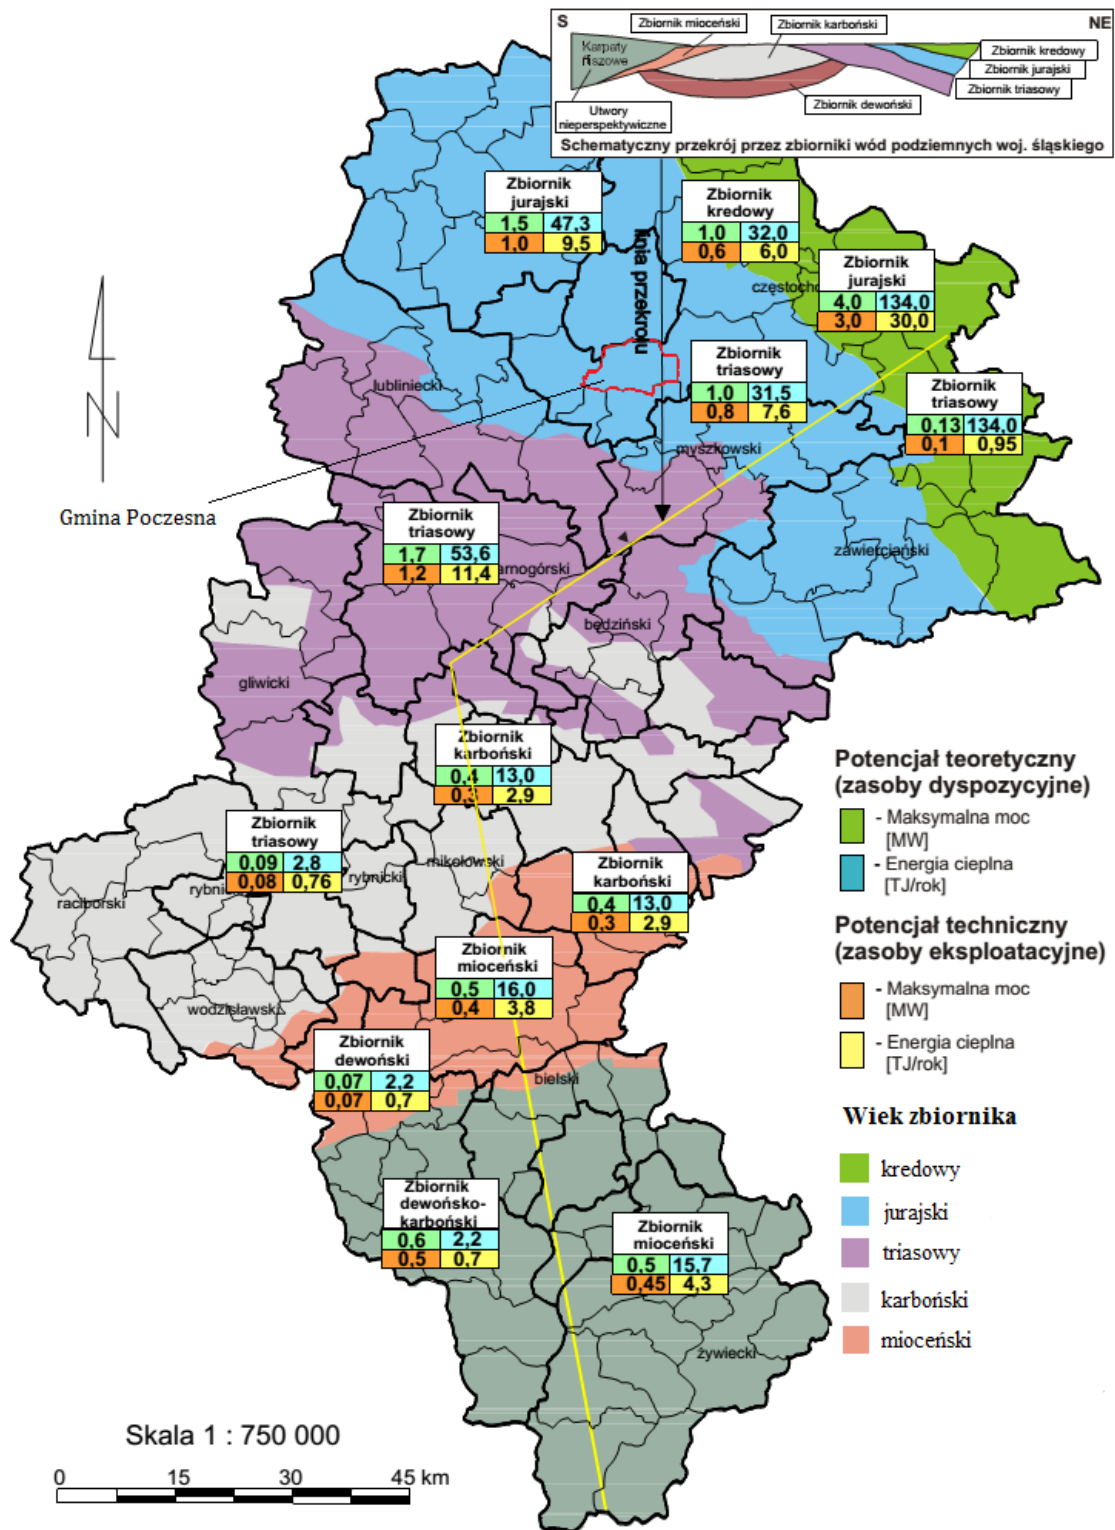 S
NE
Zbiornik mioceński
Zbiornik karboński
Karpaty
fliszowe
Zbiornik kredowy
Zbiornik jurajski
Zbiornik triasowy
Zbiornik dewoński
Utwory
nieperspektywiczne
Schematyczny przekrój przez zbiorniki wód podziemnych woj. śląskiego
Zbiornik
jurajski
1,5 47,3
1,0 9,5
Zbiornik
kredowy
1,0 32,0
0,6 6,0
linia przekroju
Zbiornik
jurajski
4,0 134,0
3,0 30,0
częstocho
Zbiornik
triasowy
1,0 31,5
0,8 7,6
Zbiornik
triasowy
0,13 134,0
0,1 0,95
lubliniecki
myszkowski
N
Gmina Poczesna
Zbiornik
triasowy
1,7 53,6
1,2 11,4
arnogórski
zawierciański
będziński
gliwicki
Zbiornik
karboński
0,4 13,0
0,3 2,9
Potencjał teoretyczny
(zasoby dyspozycyjne)
- Maksymalna moc
[MW]
- Energia cieplna
[TJ/rok]
Zbiornik
triasowy
0,09 2,8
0,08 0,76
mikołowski
rybnicki
rybni
raciborski
Zbiornik
karboński
0,4 13,0
0,3 2,9
Potencjał techniczny
(zasoby eksploatacyjne)
- Maksymalna moc
[MW]
- Energia cieplna
[TJ/rok]
Zbiornik
mioceński
0,5 16,0
0,4 3,8
wodzisławski
Zbiornik
dewoński
0,07 2,2
0,07 0,7
bielski
Wiek zbiornika
kredowy
jurajski
triasowy
karboński
mioceński
Zbiornik
dewońsko-
karboński
0,6 2,2
0,5 0,7
Zbiornik
mioceński
0,5 15,7
0,45 4,3
żywiecki
Skala 1 : 750 000
0 15 30 45 km